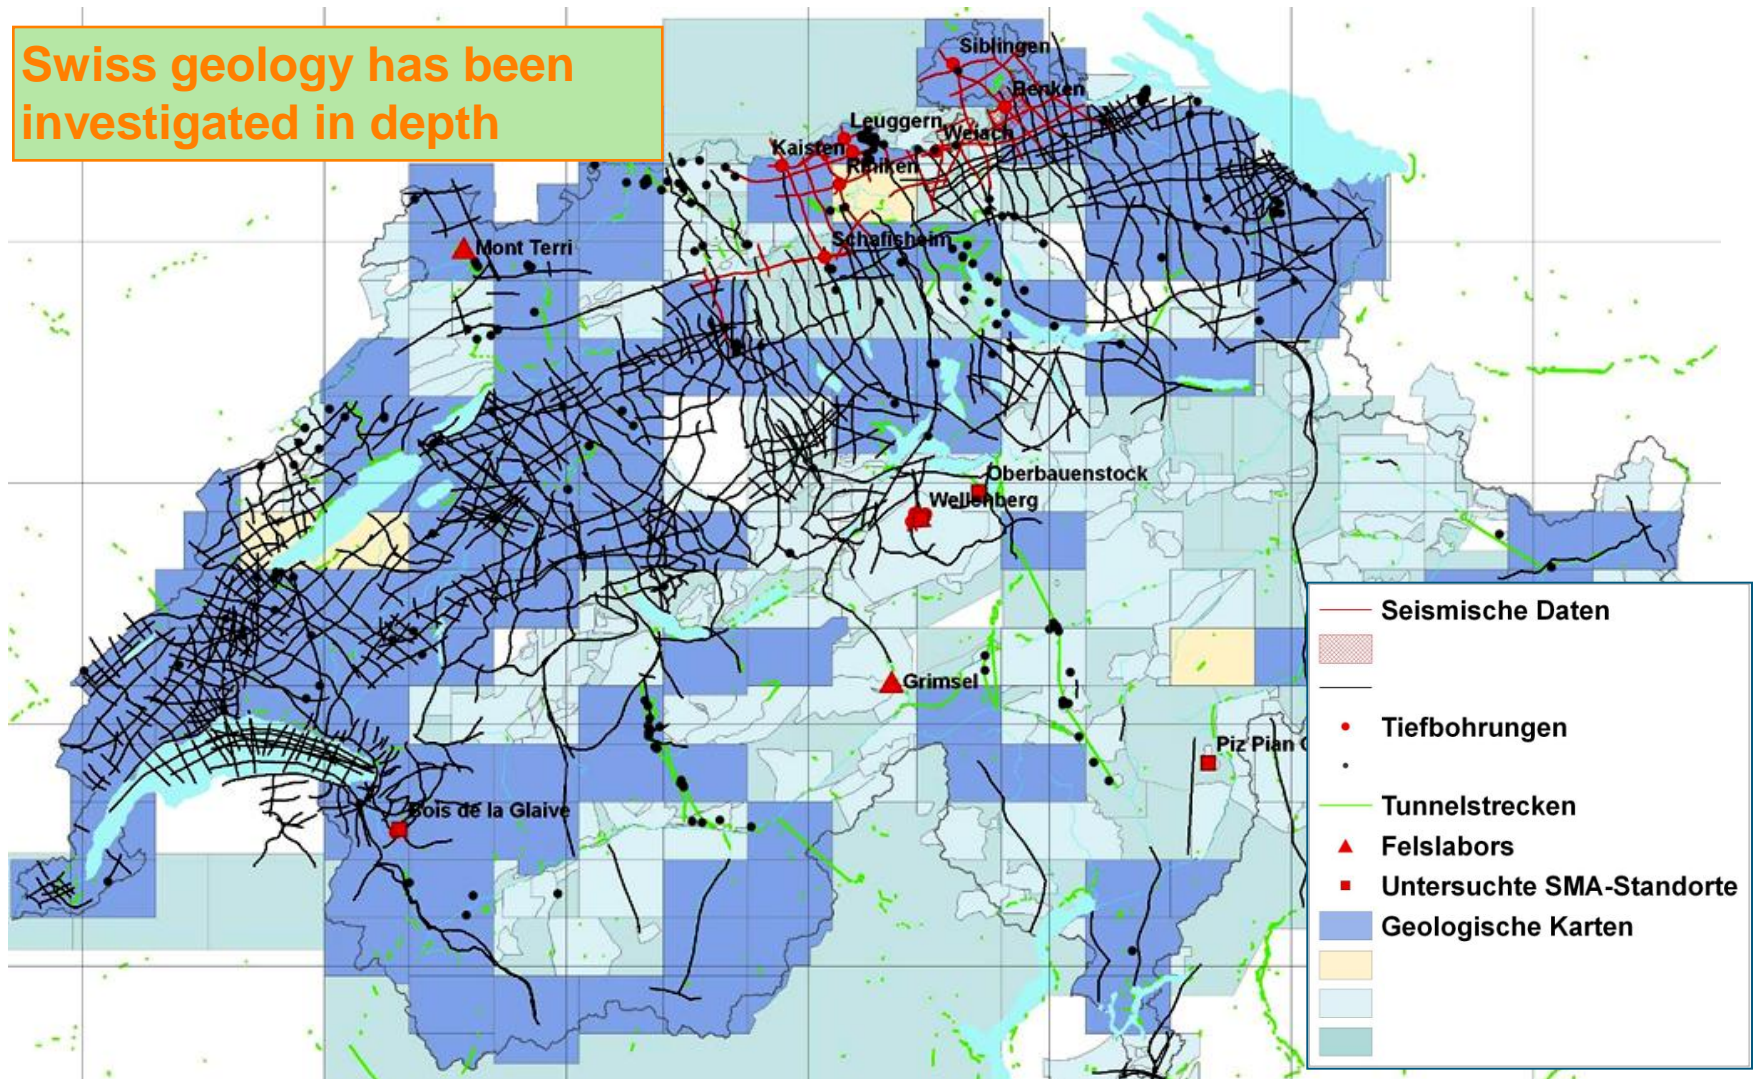 Swiss geology has been
investigated in depth
Siblingen
Benken
Leuggern
Weiach
Kaisten
Riniken
Schafisheim
Mont Terri
Oberbauenstock
Wellenberg
Grimsel
Piz Pian
Bois de la Glaive
Seismische Daten
Tiefbohrungen
Tunnelstrecken
Felslabors
Untersuchte SMA-Standorte
Geologische Karten